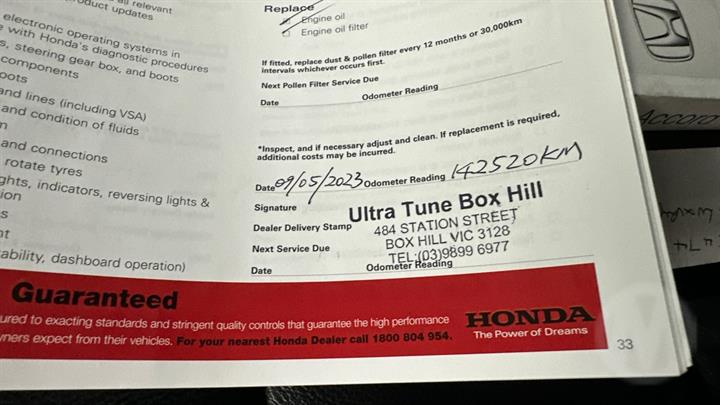 all relevant
product updates
electronic operating systems in
with Honda's diagnostic procedures
s, steering gear box, and boots
components
oots
and lines (including VSA)
and condition of fluids
n
and connections
rotate tyres
ghts, indicators, reversing lights &
ion
s
nt
tability, dashboard operation)
Replace
Engine oil
Engine oil filter
If fitted, replace dust & pollen filter every 12 months or 30,000km
intervals whichever occurs first.
Next Pollen Filter Service Due
Date Odometer Reading
*Inspect, and if necessary adjust and clean. If replacement is required,
additional costs may be incurred.
Date 09/05/2023 Odometer Reading 142520KM
Signature
Dealer Delivery Stamp
Next Service Due
Date Odometer Reading
Ultra Tune Box Hill
484 STATION STREET
BOX HILL VIC 3128
TEL:(03)9899 6977
Guaranteed
ured to exacting standards and stringent quality controls that guarantee the high performance
wners expect from their vehicles. For your nearest Honda Dealer call 1800 804 954.
HONDA
The Power of Dreams
33
Accord